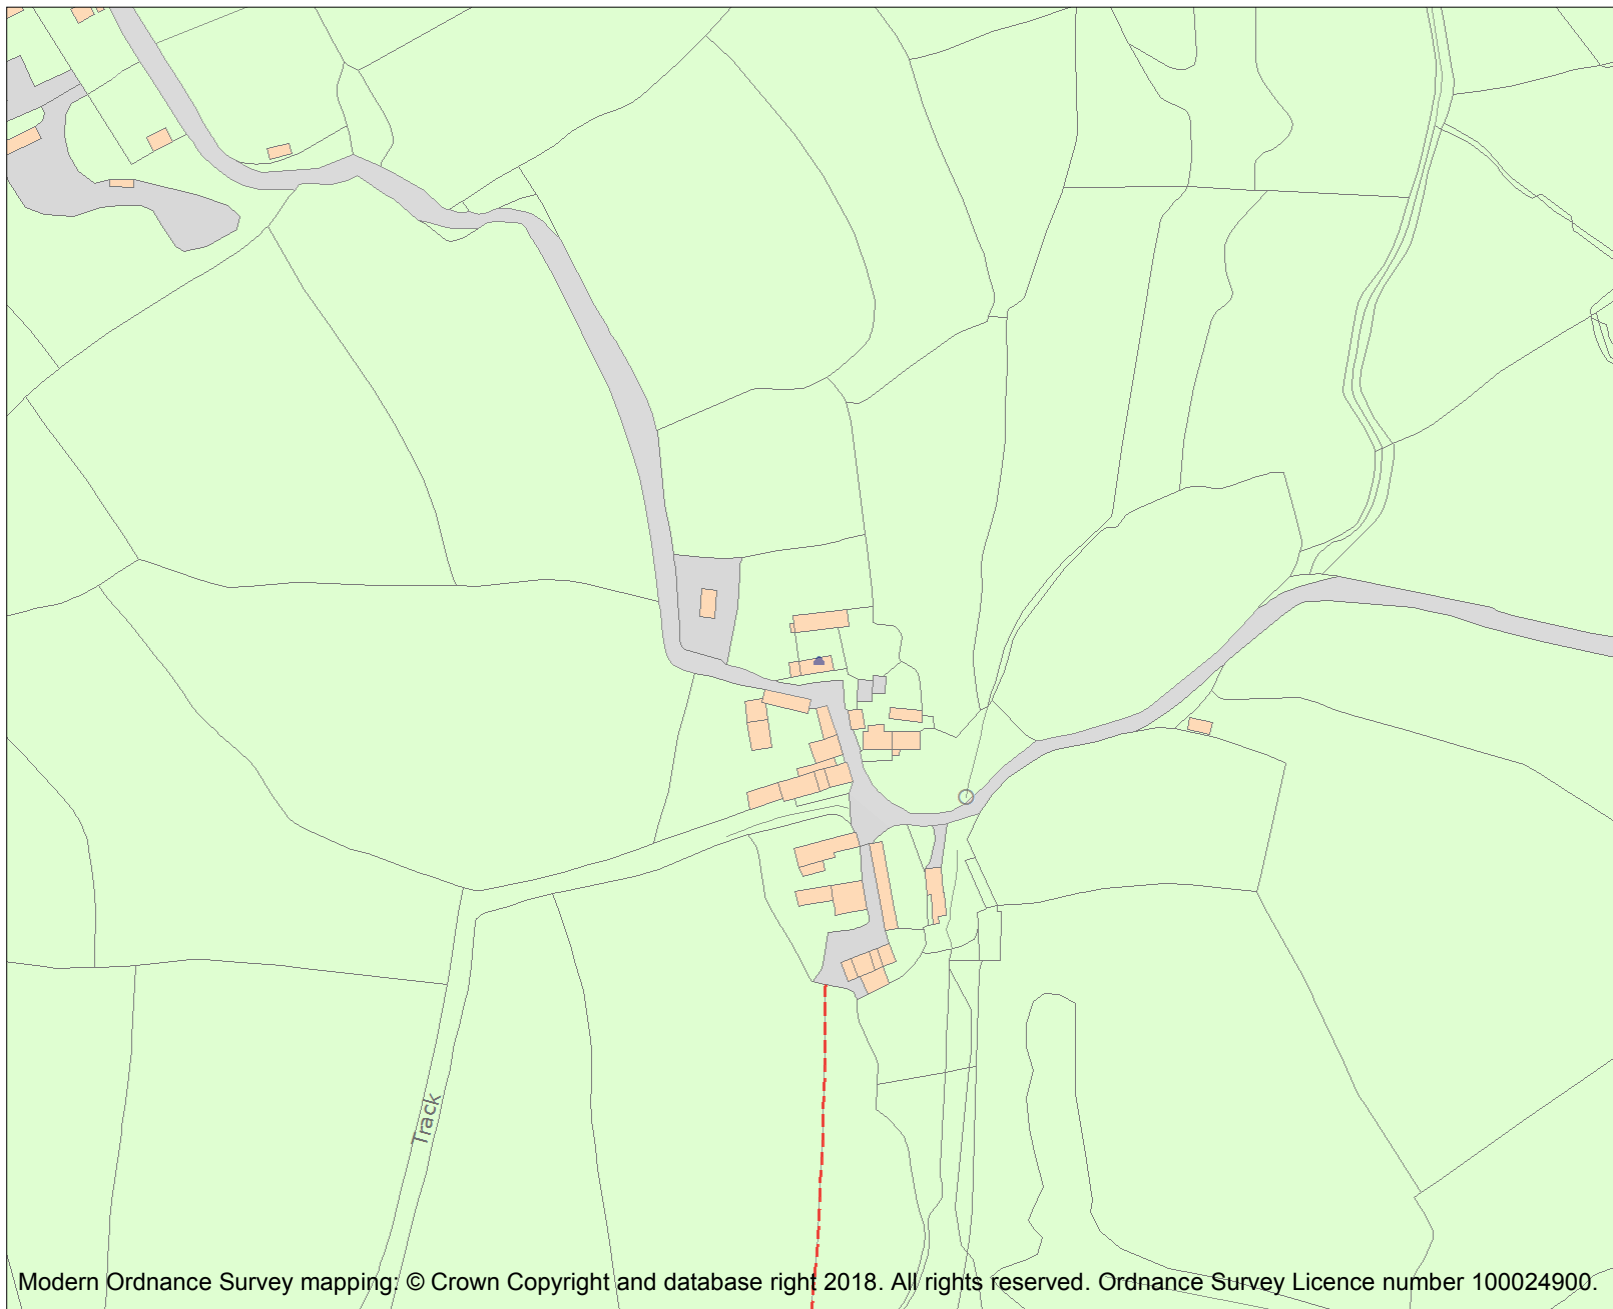 Track
Modern Ordnance Survey mapping: © Crown Copyright and database right 2018. All rights reserved. Ordnance Survey Licence number 100024900.